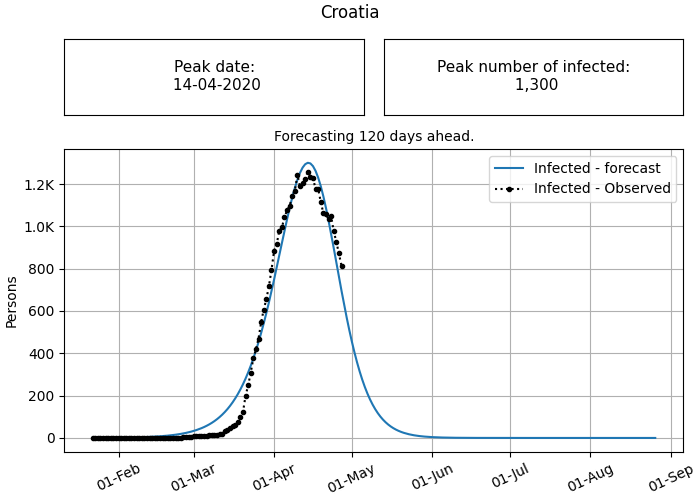 Croatia
Peak date:
14-04-2020
Peak number of infected:
1,300
Forecasting 120 days ahead.
Infected - forecast
Infected - Observed
1.2K
1.0K
800
600
400
200
0
Persons
01-Feb
01-Mar
01-Apr
01-May
01-Jun
01-Jul
01-Aug
01-Sep